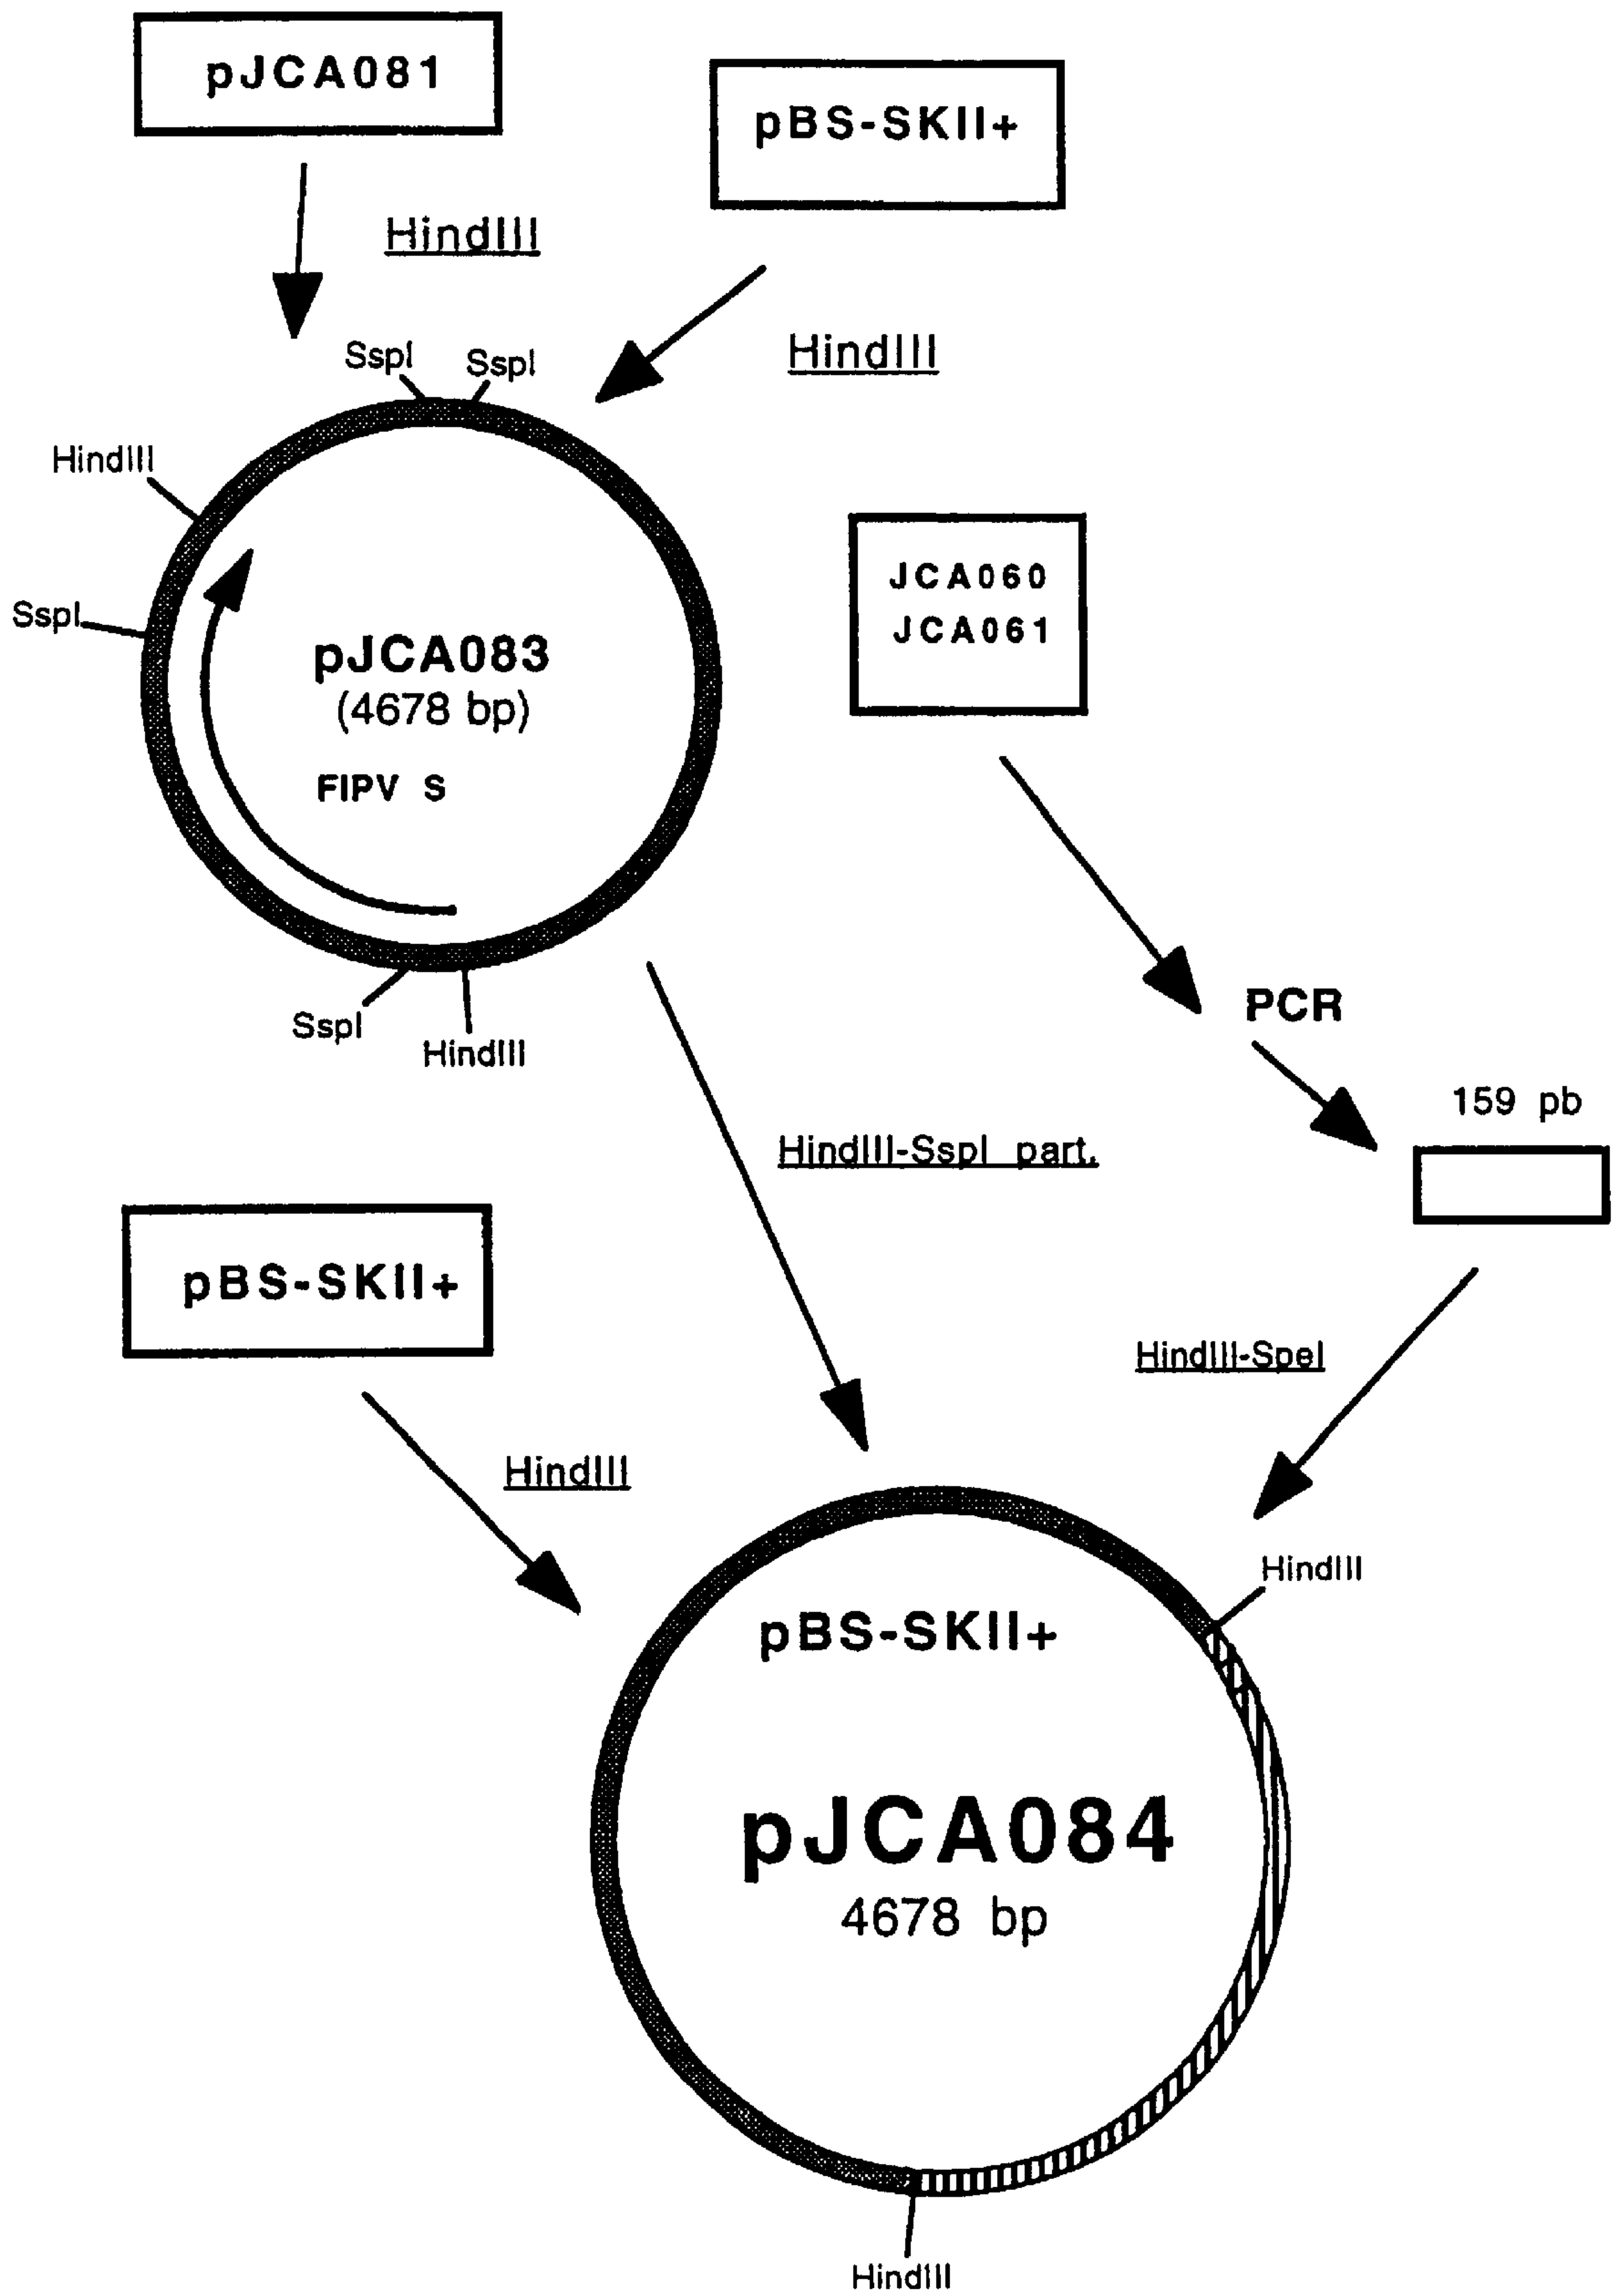 pJCA081
pBS-SKII+
HindIII
HindIII
SspI
SspI
HindIII
SspI
pJCA083
(4678 bp)
FIPV S
JCA060
JCA061
SspI
HindIII
PCR
159 pb
HindIII-SspI part.
pBS-SKII+
HindIII-SpeI
HindIII
HindIII
pBS-SKII+
pJCA084
4678 bp
HindIII